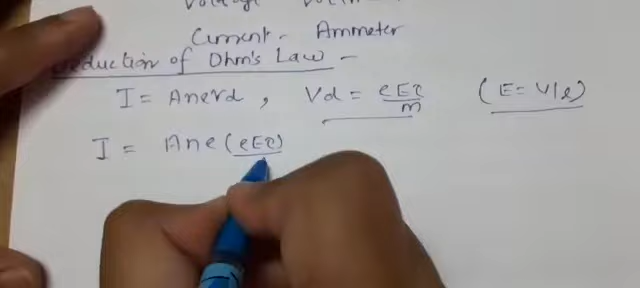 Current - Ammeter
Deduction of Ohm's Law -
I = Anevd , Vd = eEτ/m (E = V/l)
I = Ane (eEτ)